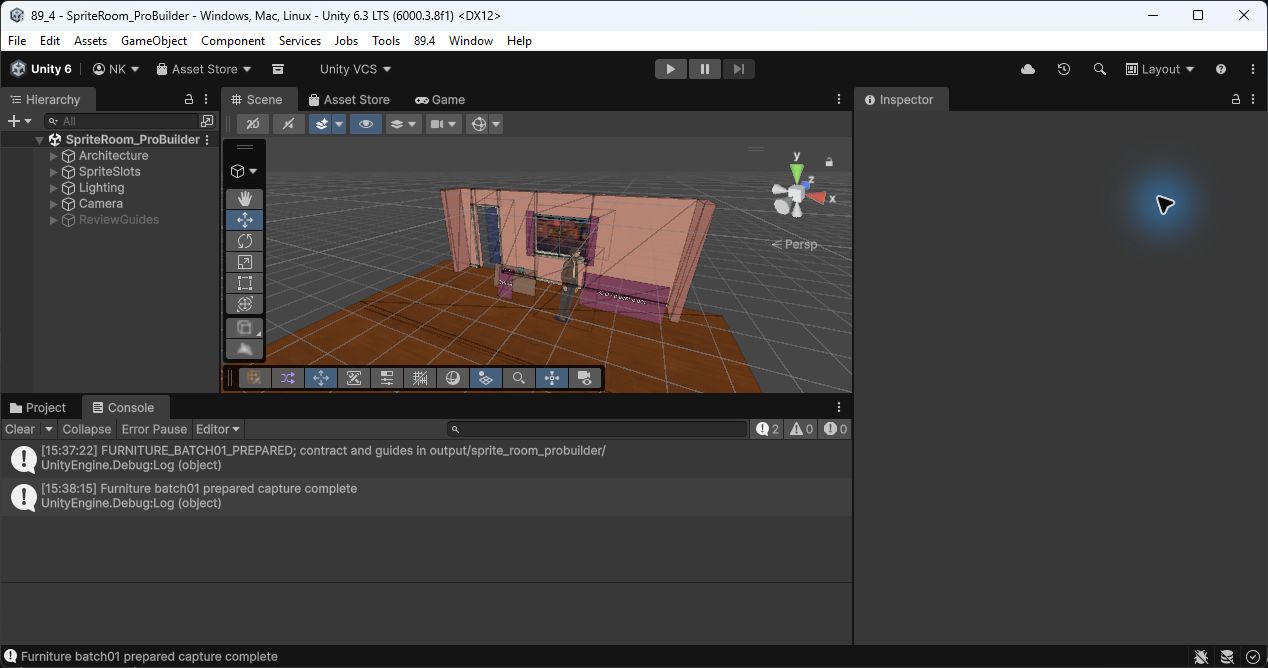 89_4 - SpriteRoom_ProBuilder - Windows, Mac, Linux - Unity 6.3 LTS (6000.3.8f1) <DX12>
File Edit Assets GameObject Component Services Jobs Tools 89.4 Window Help
Unity 6 NK Asset Store Unity VCS Layout
Hierarchy Scene Asset Store Game Inspector
All 2D
SpriteRoom_ProBuilder
Architecture
SpriteSlots
Lighting
Camera
ReviewGuides
y
z
x
Persp
Project Console
Clear Collapse Error Pause Editor 2 0 0
[15:37:22] FURNITURE_BATCH01_PREPARED; contract and guides in output/sprite_room_probuilder/
UnityEngine.Debug:Log (object)
[15:38:15] Furniture batch01 prepared capture complete
UnityEngine.Debug:Log (object)
Furniture batch01 prepared capture complete